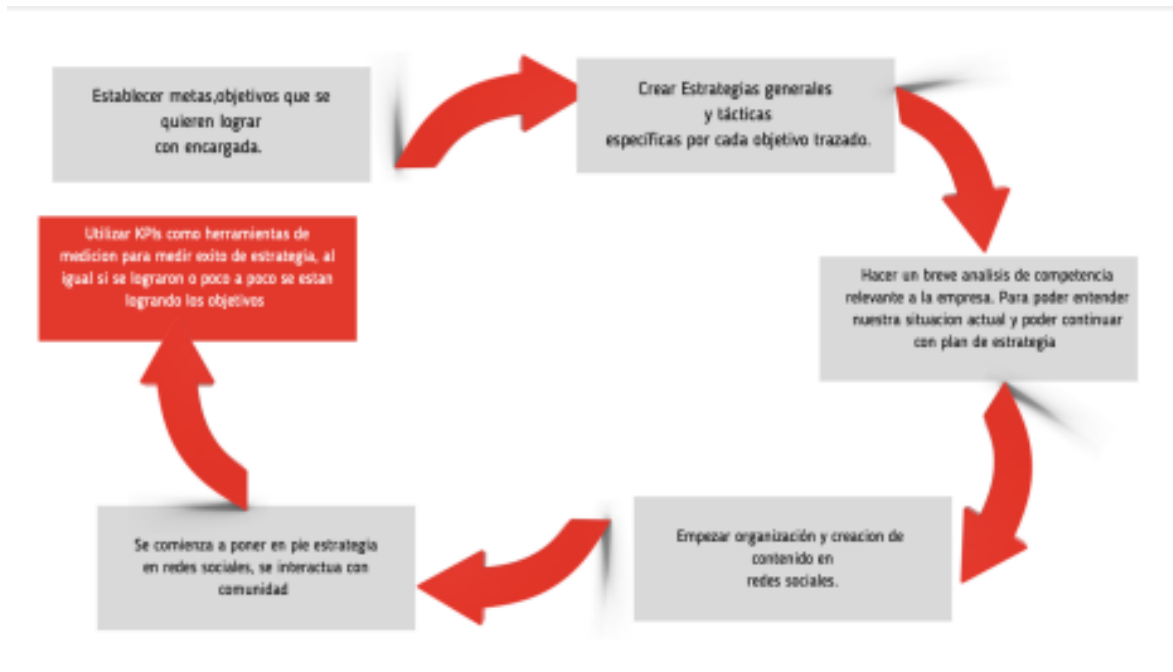 Establecer metas,objetivos que se
quieren lograr
con encargada.
Crear Estrategias generales
y tácticas
específicas por cada objetivo trazado.
Hacer un breve analisis de competencia
relevante a la empresa. Para poder entender
nuestra situacion actual y poder continuar
con plan de estrategia
Empezar organización y creacion de
contenido en
redes sociales.
Se comienza a poner en pie estrategia
en redes sociales, se interactua con
comunidad
Utilizar KPIs como herramientas de
medicion para medir exito de estrategia, al
igual si se lograron o poco a poco se estan
logrando los objetivos